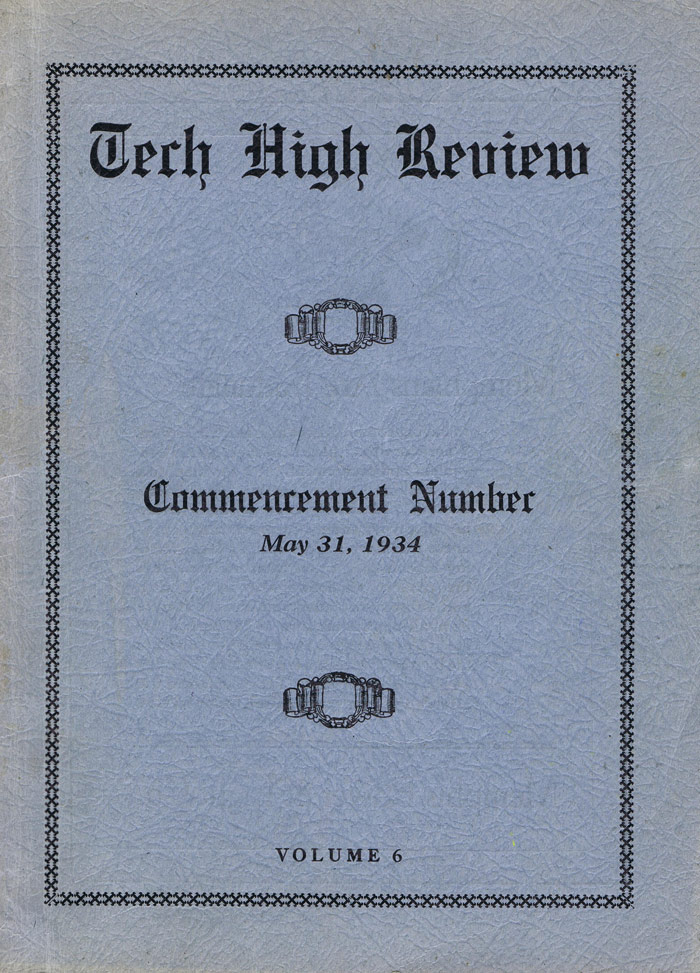 Tech High Review
Commencement Number
May 31, 1934
VOLUME 6